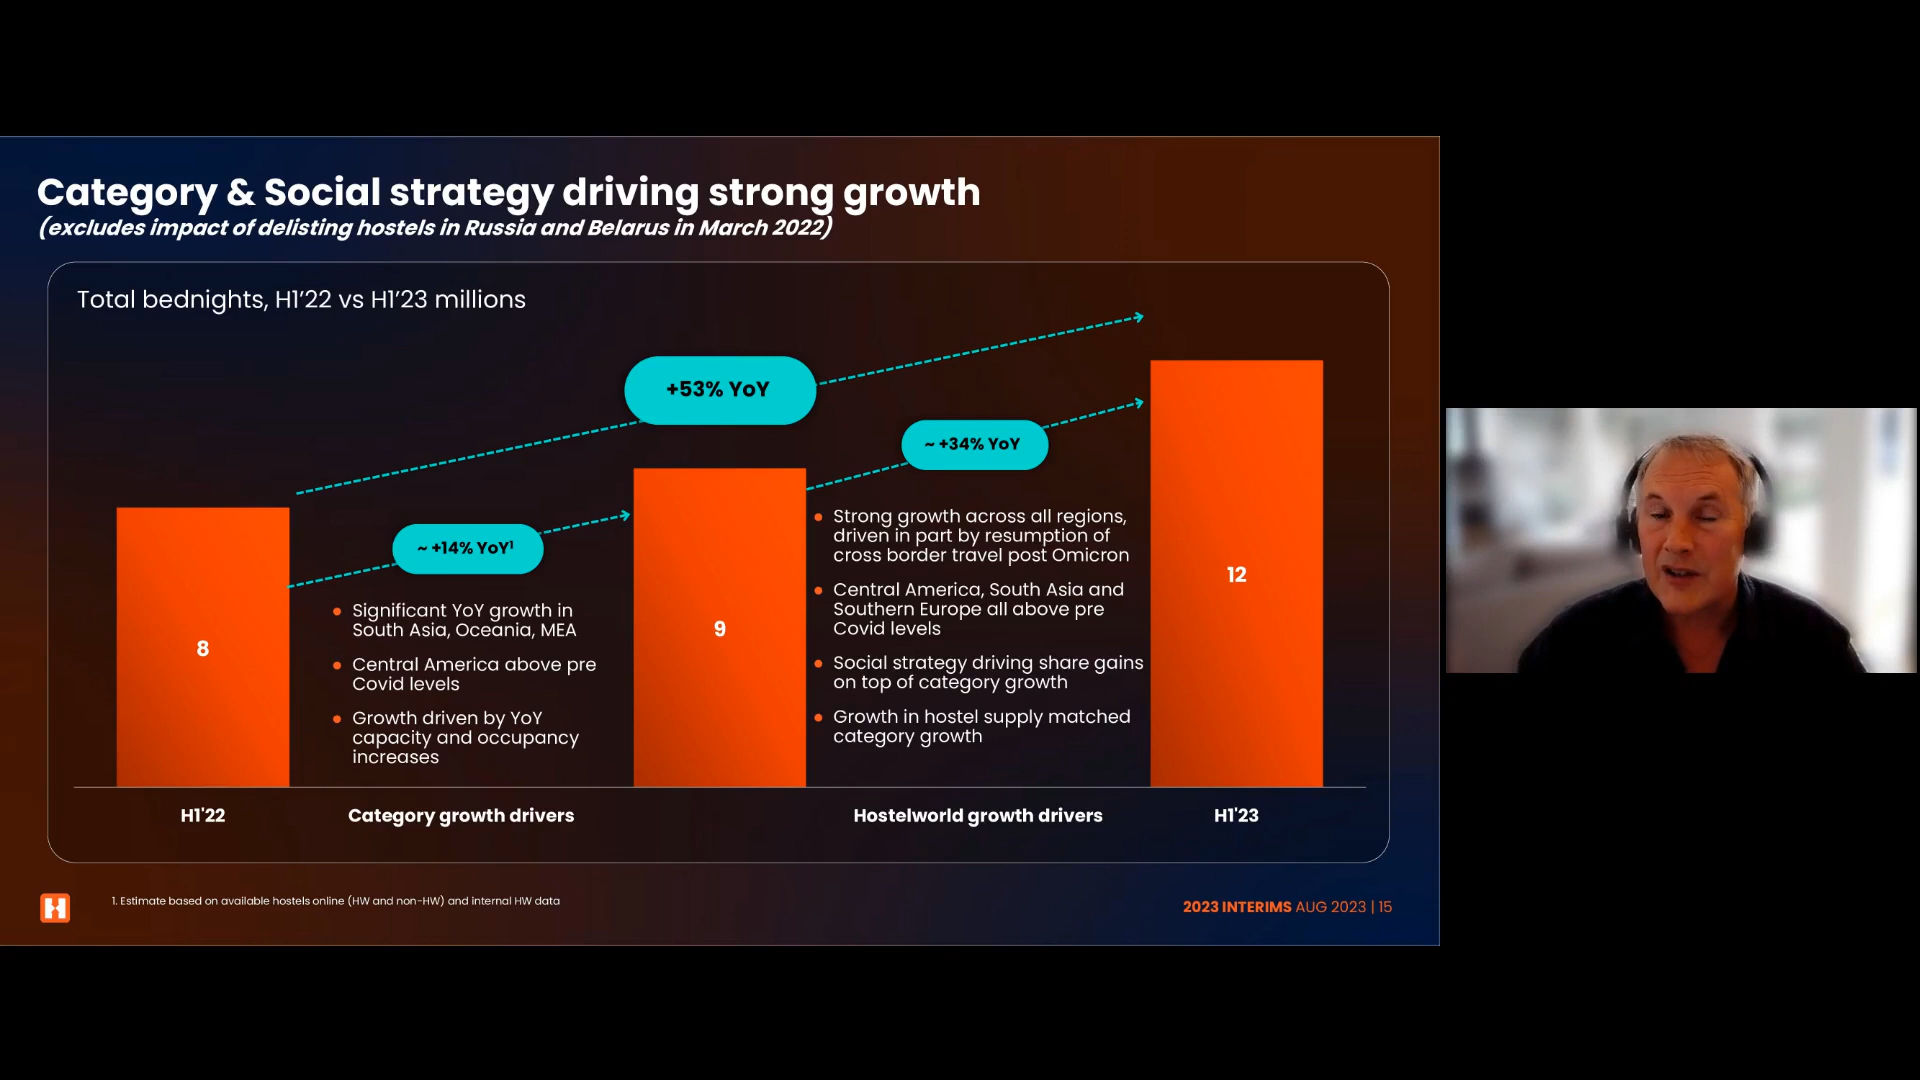 Category & Social strategy driving strong growth
(excludes impact of delisting hostels in Russia and Belarus in March 2022)
Total bednights, H1'22 vs H1'23 millions
+53% YoY
~ +34% YoY
~ +14% YoY¹
8
9
12
Significant YoY growth in
South Asia, Oceania, MEA
Central America above pre
Covid levels
Growth driven by YoY
capacity and occupancy
increases
Strong growth across all regions,
driven in part by resumption of
cross border travel post Omicron
Central America, South Asia and
Southern Europe all above pre
Covid levels
Social strategy driving share gains
on top of category growth
Growth in hostel supply matched
category growth
H1'22
Category growth drivers
Hostelworld growth drivers
H1'23
1. Estimate based on available hostels online (HW and non-HW) and internal HW data
2023 INTERIMS AUG 2023 | 15